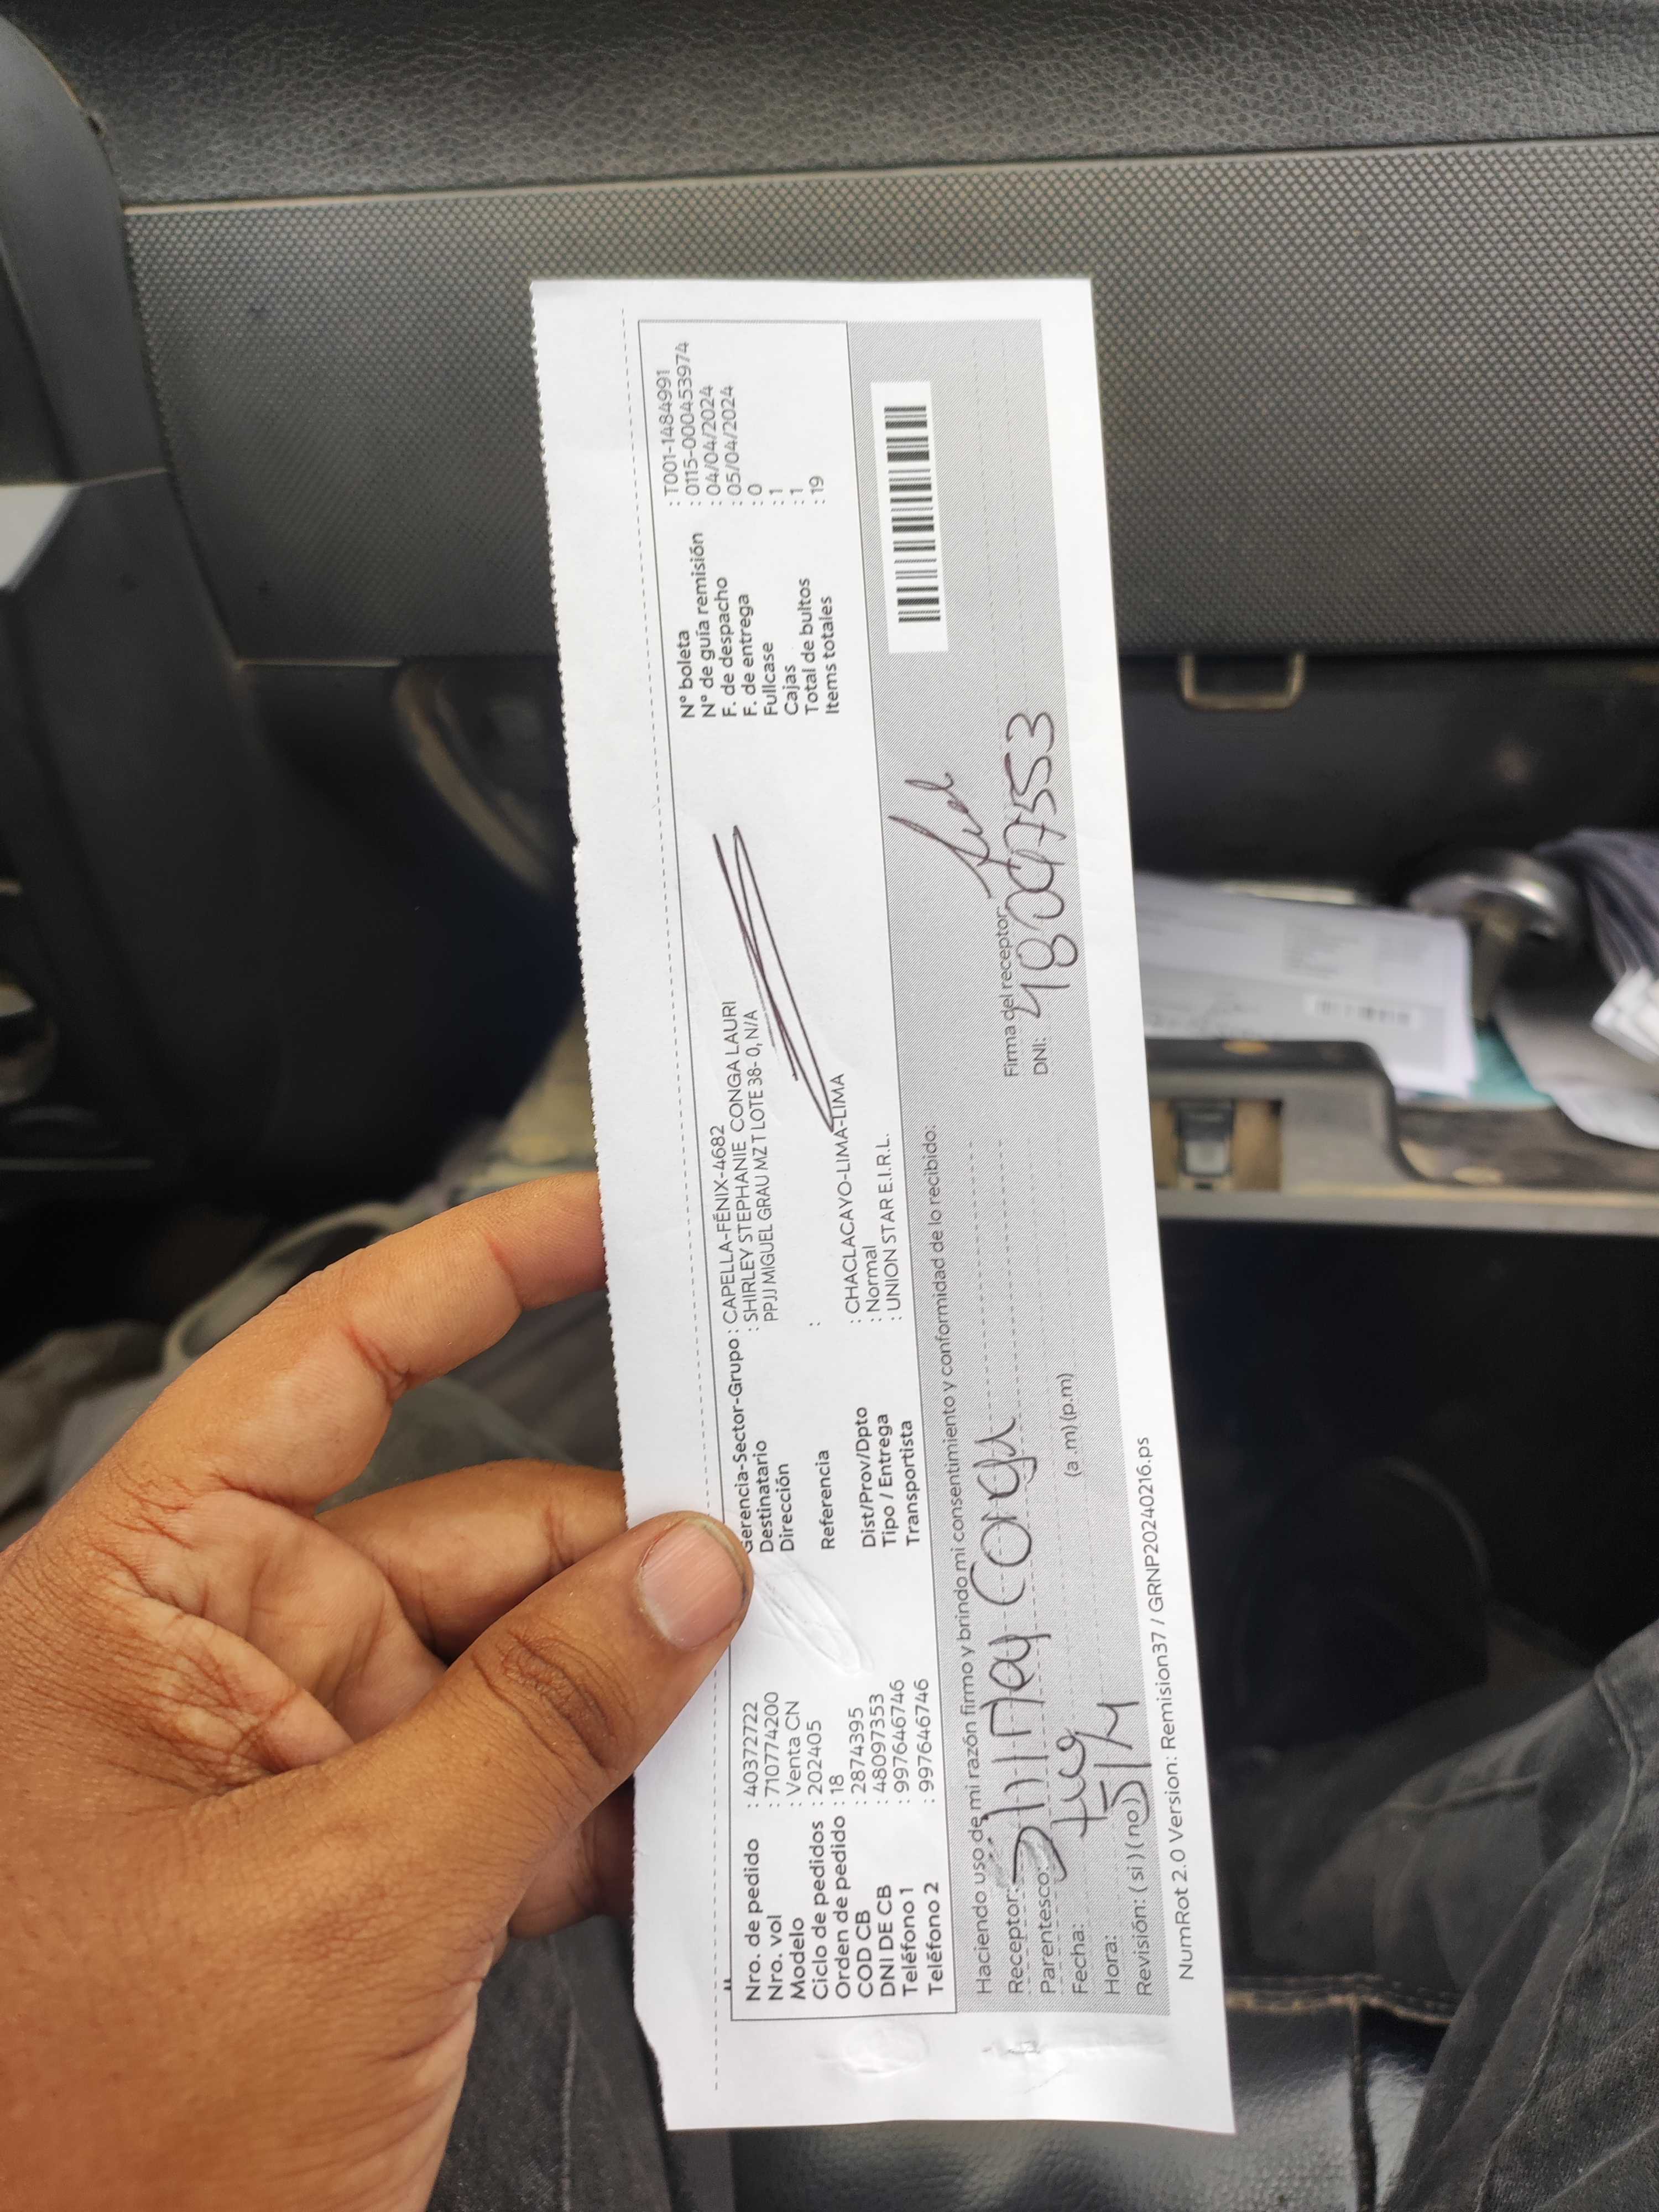 Nro. de pedido : 40372722
Nro. vol : 710774200
Modelo : Venta CN
Ciclo de pedidos : 202405
Orden de pedido : 18
COD CB : 2874395
DNI DE CB : 48097353
Teléfono 1 : 997646746
Teléfono 2 : 997646746
Gerencia-Sector-Grupo : CAPELLA-FÉNIX-4682
Destinatario : SHIRLEY STEPHANIE CONGA LAURI
Dirección PPJJ MIGUEL GRAU MZ T LOTE 38- 0, N/A
Referencia :
Dist/Prov/Dpto : CHACLACAYO-LIMA-LIMA
Tipo / Entrega : Normal
Transportista : UNION STAR E.I.R.L.
N° boleta : T001-1484991
N° de guía remisión : 0115-000453974
F. de despacho : 04/04/2024
F. de entrega : 05/04/2024
Fullcase : 0
Cajas : 1
Total de bultos : 1
Items totales : 19
Haciendo uso de mi razón firmo y brindo mi consentimiento y conformidad de lo recibido:
Receptor: Conga
Parentesco:
Fecha: (a .m) (p.m)
Hora: 5/4
Revisión: ( si ) ( no )
Firma del receptor:
DNI:
NumRot 2.0 Version: Remision37 / GRNP20240216.ps